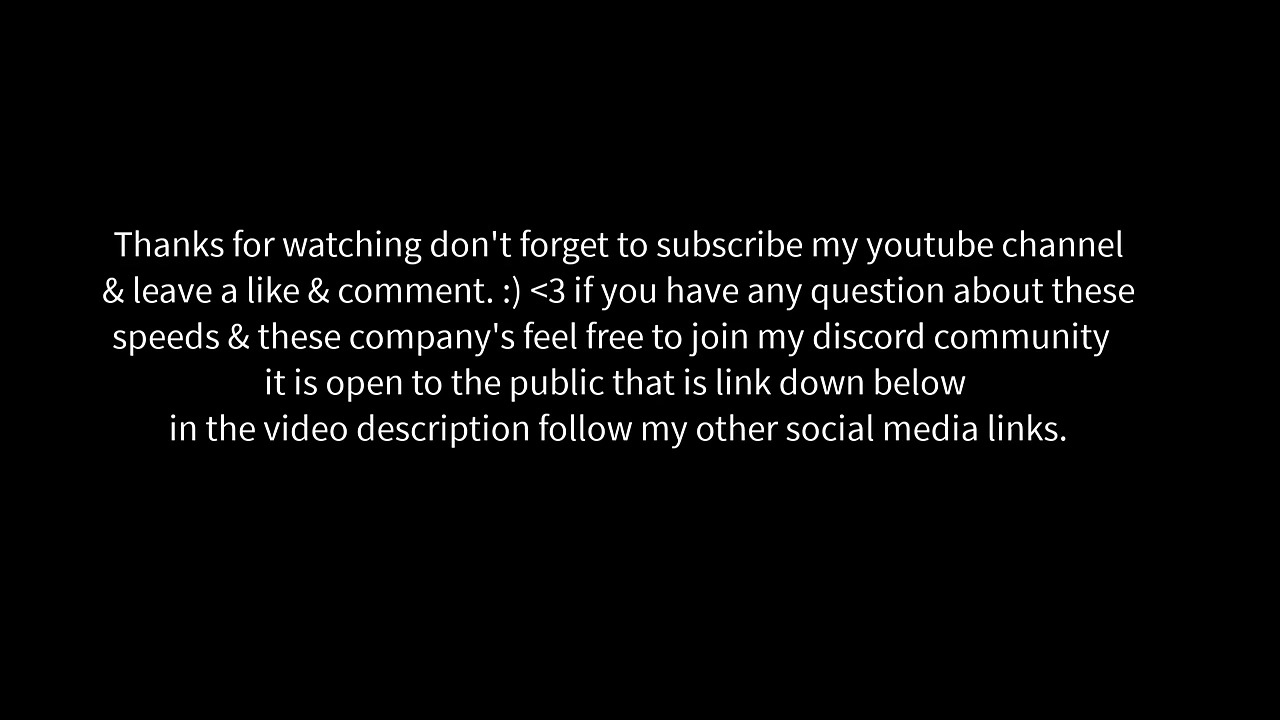 Thanks for watching don't forget to subscribe my youtube channel
& leave a like & comment. :) <3 if you have any question about these
speeds & these company's feel free to join my discord community
it is open to the public that is link down below
in the video description follow my other social media links.